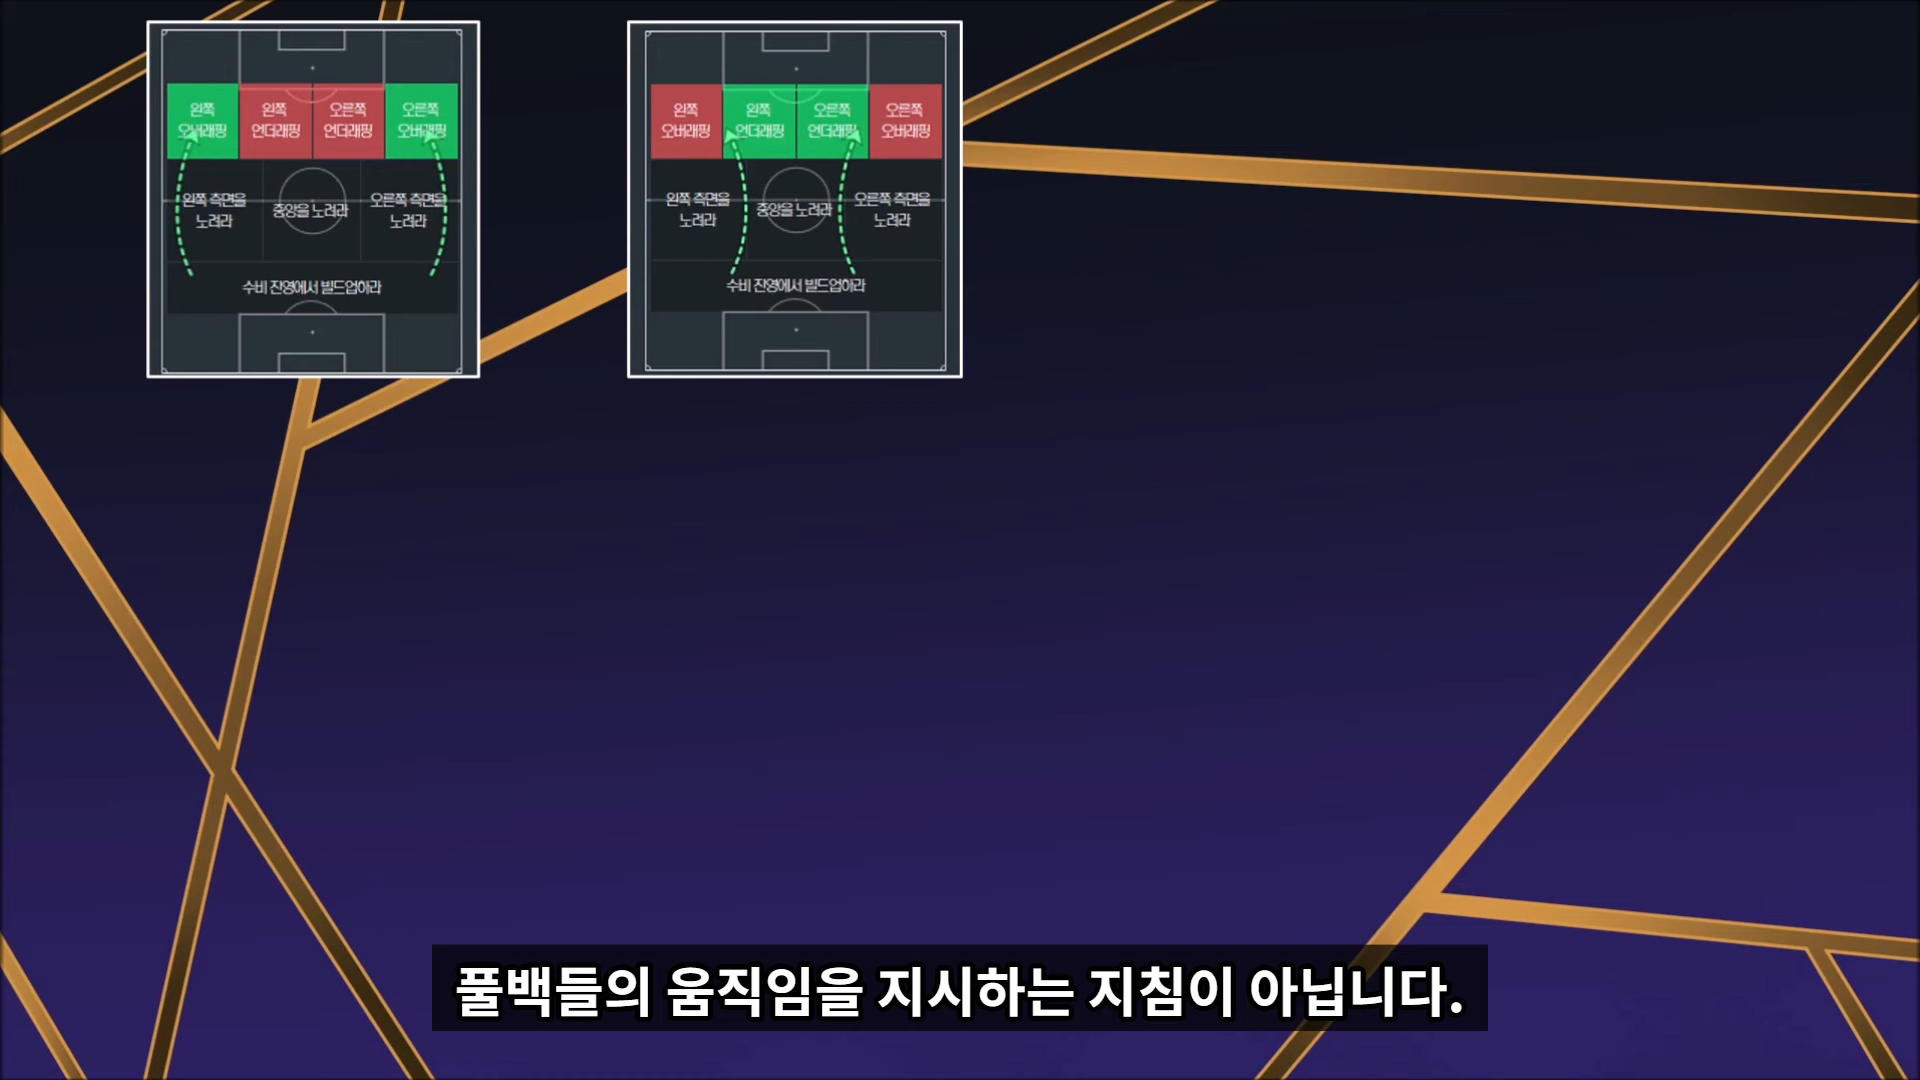 왼쪽
오버래핑
왼쪽
언더래핑
오른쪽
언더래핑
오른쪽
오버래핑
왼쪽 측면을
노려라
중앙을 노려라
오른쪽 측면을
노려라
수비 진영에서 빌드업하라
왼쪽
오버래핑
왼쪽
언더래핑
오른쪽
언더래핑
오른쪽
오버래핑
왼쪽 측면을
노려라
중앙을 노려라
오른쪽 측면을
노려라
수비 진영에서 빌드업하라
풀백들의 움직임을 지시하는 지침이 아닙니다.